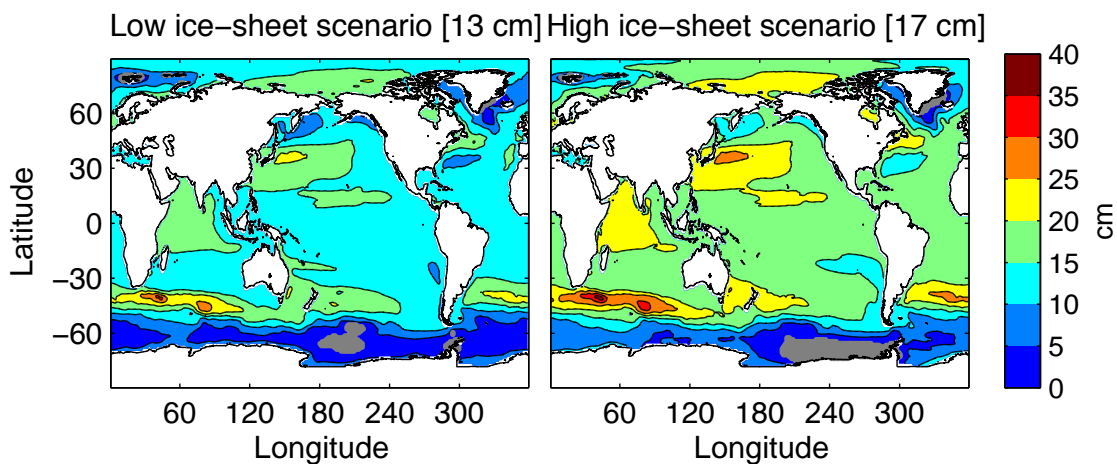 Low ice−sheet scenario [13 cm]
High ice−sheet scenario [17 cm]
Latitude
60
30
0
−30
−60
60 120 180 240 300
Longitude
60 120 180 240 300
Longitude
40
35
30
25
20
15
10
5
0
cm